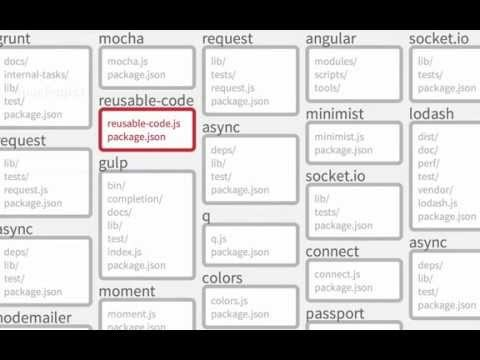 grunt
docs/
internal-tasks/
lib/
test/
package.json
request
lib/
tests/
request.js
package.json
async
deps/
lib/
test/
package.json
nodemailer
mocha
mocha.js
package.json
reusable-code
reusable-code.js
package.json
gulp
bin/
completion/
docs/
lib/
test/
index.js
package.json
moment
moment.js
package.json
request
lib/
tests/
request.js
package.json
async
deps/
lib/
test/
package.json
q
q.js
package.json
colors
colors.js
package.json
angular
modules/
scripts/
tools/
minimist
minimist.js
package.json
socket.io
lib/
tests/
package.json
connect
connect.js
package.json
passport
socket.io
lib/
tests/
package.json
lodash
dist/
doc/
perf/
test/
vendor/
lodash.js
package.json
async
deps/
lib/
test/
package.json